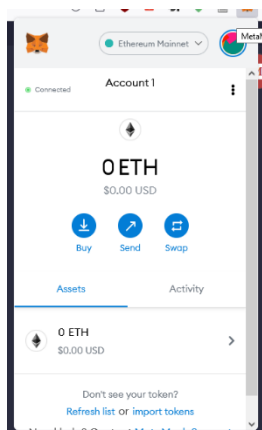 Ethereum Mainnet
Connected
Account 1
0 ETH
$0.00 USD
Buy
Send
Swap
Assets
Activity
0 ETH
$0.00 USD
Don't see your token?
Refresh list or import tokens